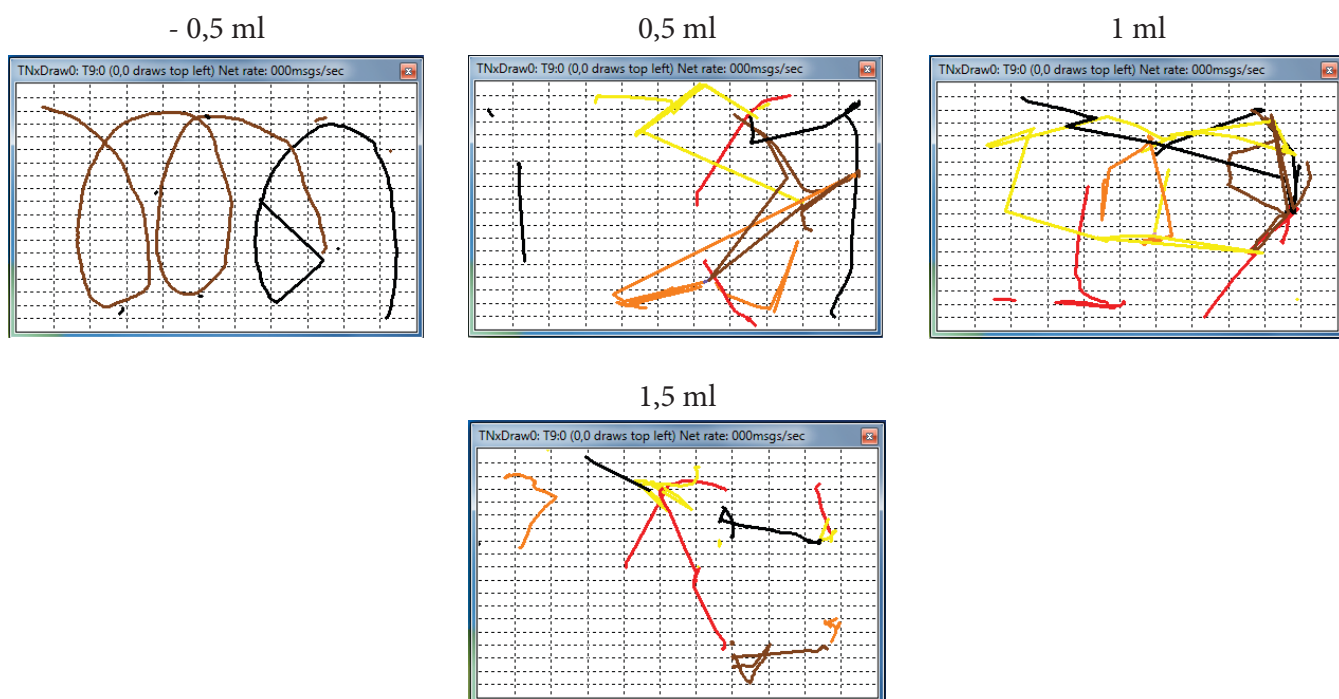 - 0,5 ml
0,5 ml
1 ml
TNxDraw0: T9:0 (0,0 draws top left) Net rate: 000msgs/sec
TNxDraw0: T9:0 (0,0 draws top left) Net rate: 000msgs/sec
TNxDraw0: T9:0 (0,0 draws top left) Net rate: 000msgs/sec
1,5 ml
TNxDraw0: T9:0 (0,0 draws top left) Net rate: 000msgs/sec